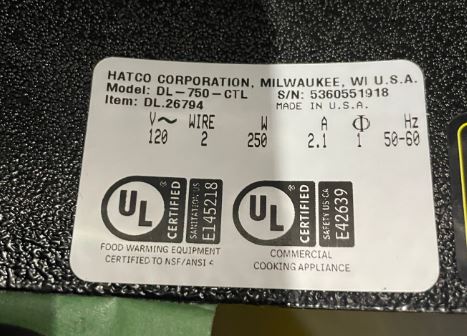 HATCO CORPORATION, MILWAUKEE, WI U.S.A.
Model: DL-750-CTL S/N: 5360551918
Item: DL.26794 MADE IN U.S.A.
V~ WIRE W A Φ Hz
120 2 250 2.1 1 50-60
UL ® CERTIFIED SANITATION US E145218
UL ® CERTIFIED SAFETY US CA E42639
FOOD WARMING EQUIPMENT
CERTIFIED TO NSF/ANSI 4
COMMERCIAL
COOKING APPLIANCE